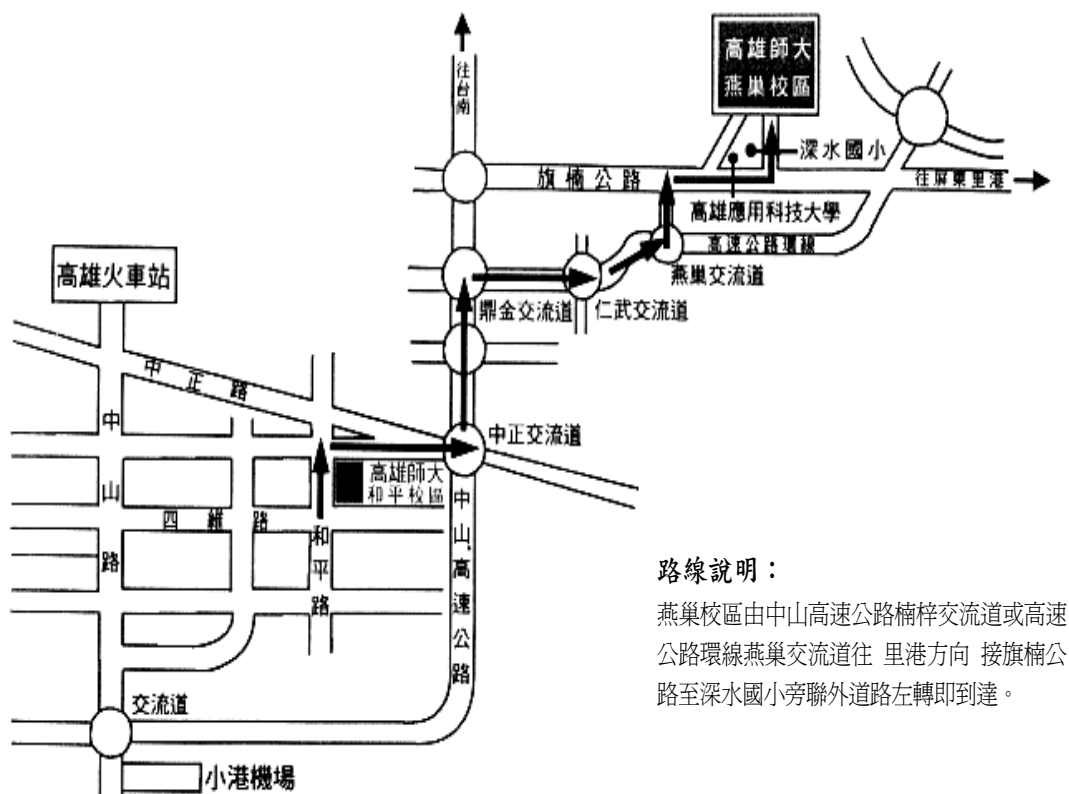 往台南
高雄師大
燕巢校區
深水國小
旗楠公路
往屏東里港
高雄應用科技大學
高速公路環線
燕巢交流道
高雄火車站
鼎金交流道
仁武交流道
中正路
中正交流道
高雄師大
和平校區
中山路
四維路
和平路
中山高速公路
路線說明：
燕巢校區由中山高速公路楠梓交流道或高速
公路環線燕巢交流道往 里港方向 接旗楠公
路至深水國小旁聯外道路左轉即到達。
交流道
小港機場